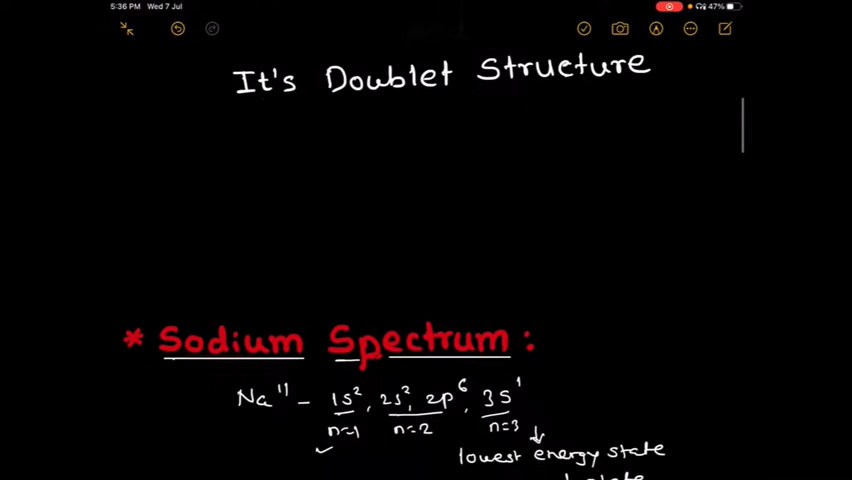 5:36 PM Wed 7 Jul 47%
It's Doublet Structure
* Sodium Spectrum:
Na¹¹ - 1s², 2s², 2p⁶, 3s¹
n=1 n=2 n=3
lowest energy state
state